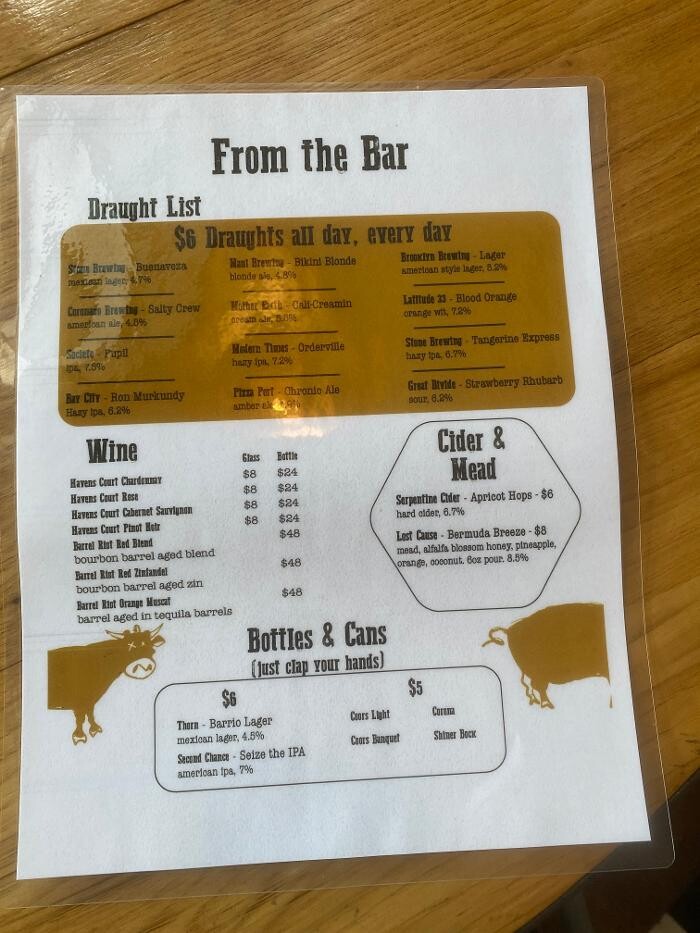 From the Bar
Draught List
$6 Draughts all day, every day
Stone Brewing - Buenaveza
mexican lager, 4.7%
Coronado Brewing - Salty Crew
american ale, 4.5%
Societe - Pupil
ipa, 7.5%
Bay City - Ron Murkundy
Hazy ipa, 6.2%
Maui Brewing - Bikini Blonde
blonde ale, 4.8%
Mother Earth - Cali-Creamin
cream ale,
Modern Times - Orderville
hazy ipa, 7.2%
Pizza Port - Chronic Ale
amber
Brooklyn Brewing - Lager
american style lager, 5.2%
Latitude 33 - Blood Orange
orange wit, 7.2%
Stone Brewing - Tangerine Express
hazy ipa, 6.7%
Great Divide - Strawberry Rhubarb
sour, 6.2%
Wine
Glass Bottle
Havens Court Chardonnay $8 $24
Havens Court Rose $8 $24
Havens Court Cabernet Sauvignon $8 $24
Havens Court Pinot Noir $8 $24
Barrel Riot Red Blend $48
bourbon barrel aged blend
Barrel Riot Red Zinfandel $48
bourbon barrel aged zin
Barrel Riot Orange Muscat $48
barrel aged in tequila barrels
Cider &
Mead
Serpentine Cider - Apricot Hops - $6
hard cider, 6.7%
Lost Cause - Bermuda Breeze - $8
mead, alfalfa blossom honey, pineapple,
orange, coconut. 6oz pour. 8.5%
Bottles & Cans
(just clap your hands)
$6
Thorn - Barrio Lager
mexican lager, 4.5%
Second Chance - Seize the IPA
american ipa, 7%
$5
Coors Light Corona
Coors Banquet Shiner Bock